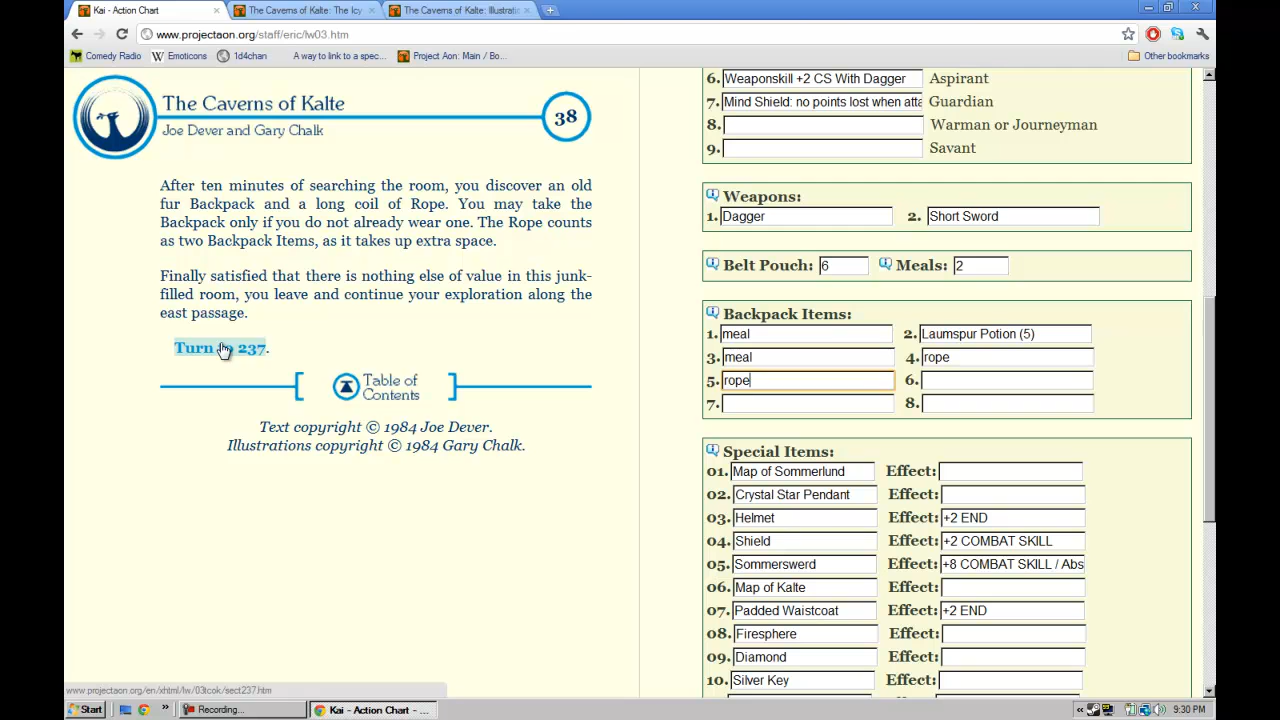 Kai - Action Chart
The Caverns of Kalte: The Icy
The Caverns of Kalte: Illustratio
www.projectaon.org/staff/eric/lw03.htm
Comedy Radio
Emoticons
1d4chan
A way to link to a spec...
Project Aon: Main / Bo...
Other bookmarks
The Caverns of Kalte
Joe Dever and Gary Chalk
38
After ten minutes of searching the room, you discover an old
fur Backpack and a long coil of Rope. You may take the
Backpack only if you do not already wear one. The Rope counts
as two Backpack Items, as it takes up extra space.
Finally satisfied that there is nothing else of value in this junk-
filled room, you leave and continue your exploration along the
east passage.
Turn to 237.
Table of
Contents
Text copyright © 1984 Joe Dever.
Illustrations copyright © 1984 Gary Chalk.
6. Weaponskill +2 CS With Dagger Aspirant
7. Mind Shield: no points lost when atta Guardian
8. Warman or Journeyman
9. Savant
Weapons:
1. Dagger 2. Short Sword
Belt Pouch: 6 Meals: 2
Backpack Items:
1. meal 2. Laumspur Potion (5)
3. meal 4. rope
5. rope 6.
7. 8.
Special Items:
01. Map of Sommerlund Effect:
02. Crystal Star Pendant Effect:
03. Helmet Effect: +2 END
04. Shield Effect: +2 COMBAT SKILL
05. Sommerswerd Effect: +8 COMBAT SKILL / Abs
06. Map of Kalte Effect:
07. Padded Waistcoat Effect: +2 END
08. Firesphere Effect:
09. Diamond Effect:
10. Silver Key Effect:
www.projectaon.org/en/xhtml/lw/03tcok/sect237.htm
Start
Recording...
Kai - Action Chart - ...
9:30 PM